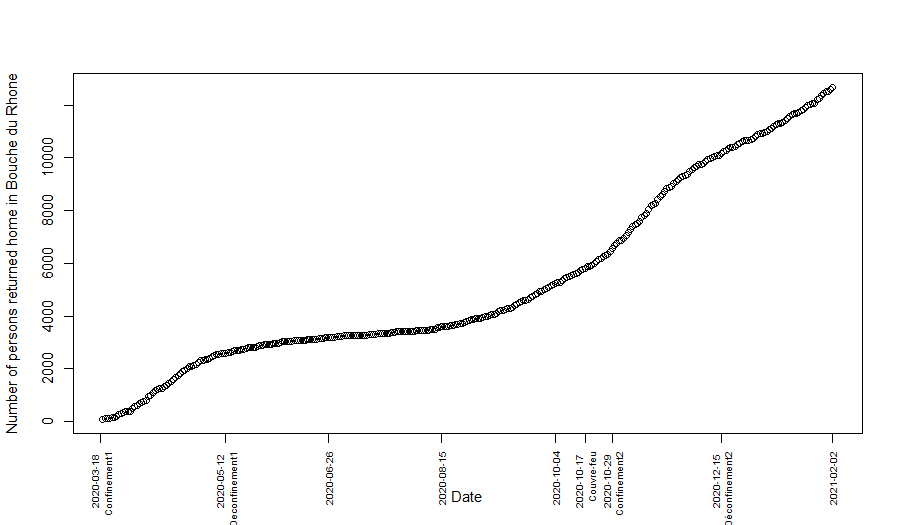 Number of persons returned home in Bouche du Rhone
10000
8000
6000
4000
2000
0
2020-03-18
Confinement1
2020-05-12
Deconfinement1
2020-06-26
2020-08-15
2020-10-04
2020-10-17
Couvre-feu
2020-10-29
Confinement2
2020-12-15
Déconfinement2
2021-02-02
Date